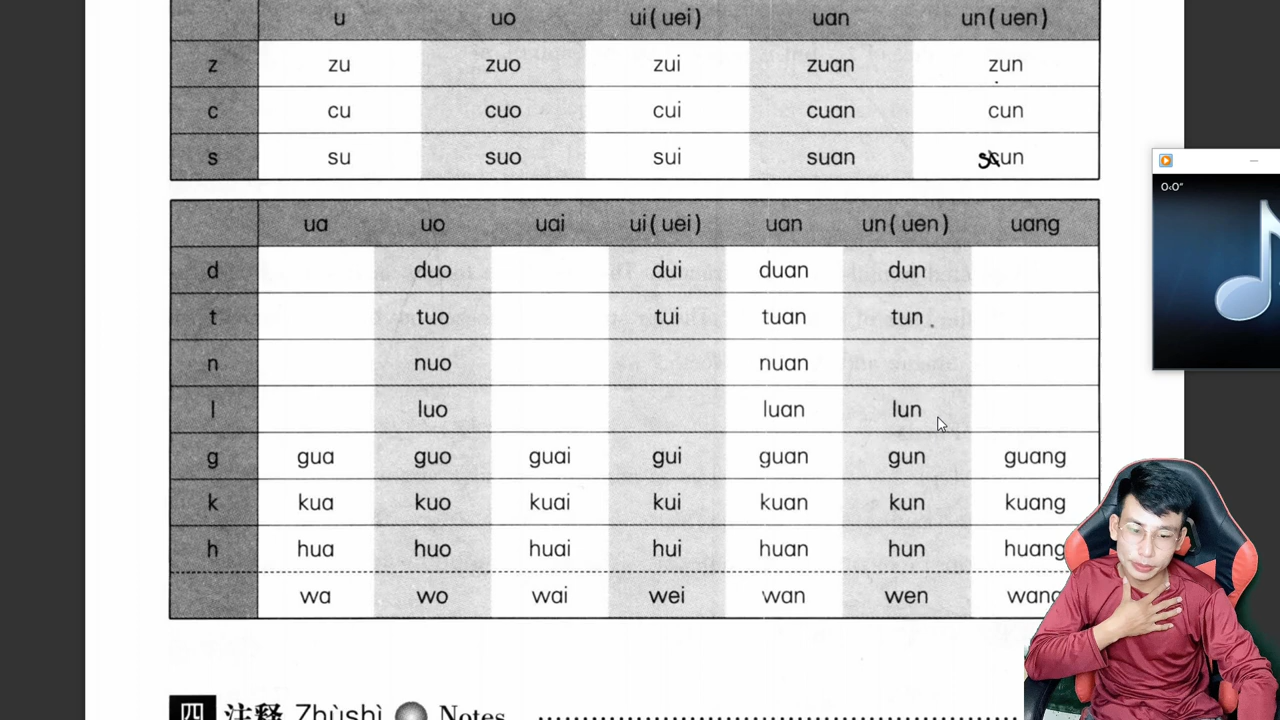 u uo ui(uei) uan un(uen)
z zu zuo zui zuan zun
c cu cuo cui cuan cun
s su suo sui suan sun
ua uo uai ui(uei) uan un(uen) uang
d duo dui duan dun
t tuo tui tuan tun
n nuo nuan
l luo luan lun
g gua guo guai gui guan gun guang
k kua kuo kuai kui kuan kun kuang
h hua huo huai hui huan hun huang
wa wo wai wei wan wen wang
四 注释 Zhùshì Notes
0:0"